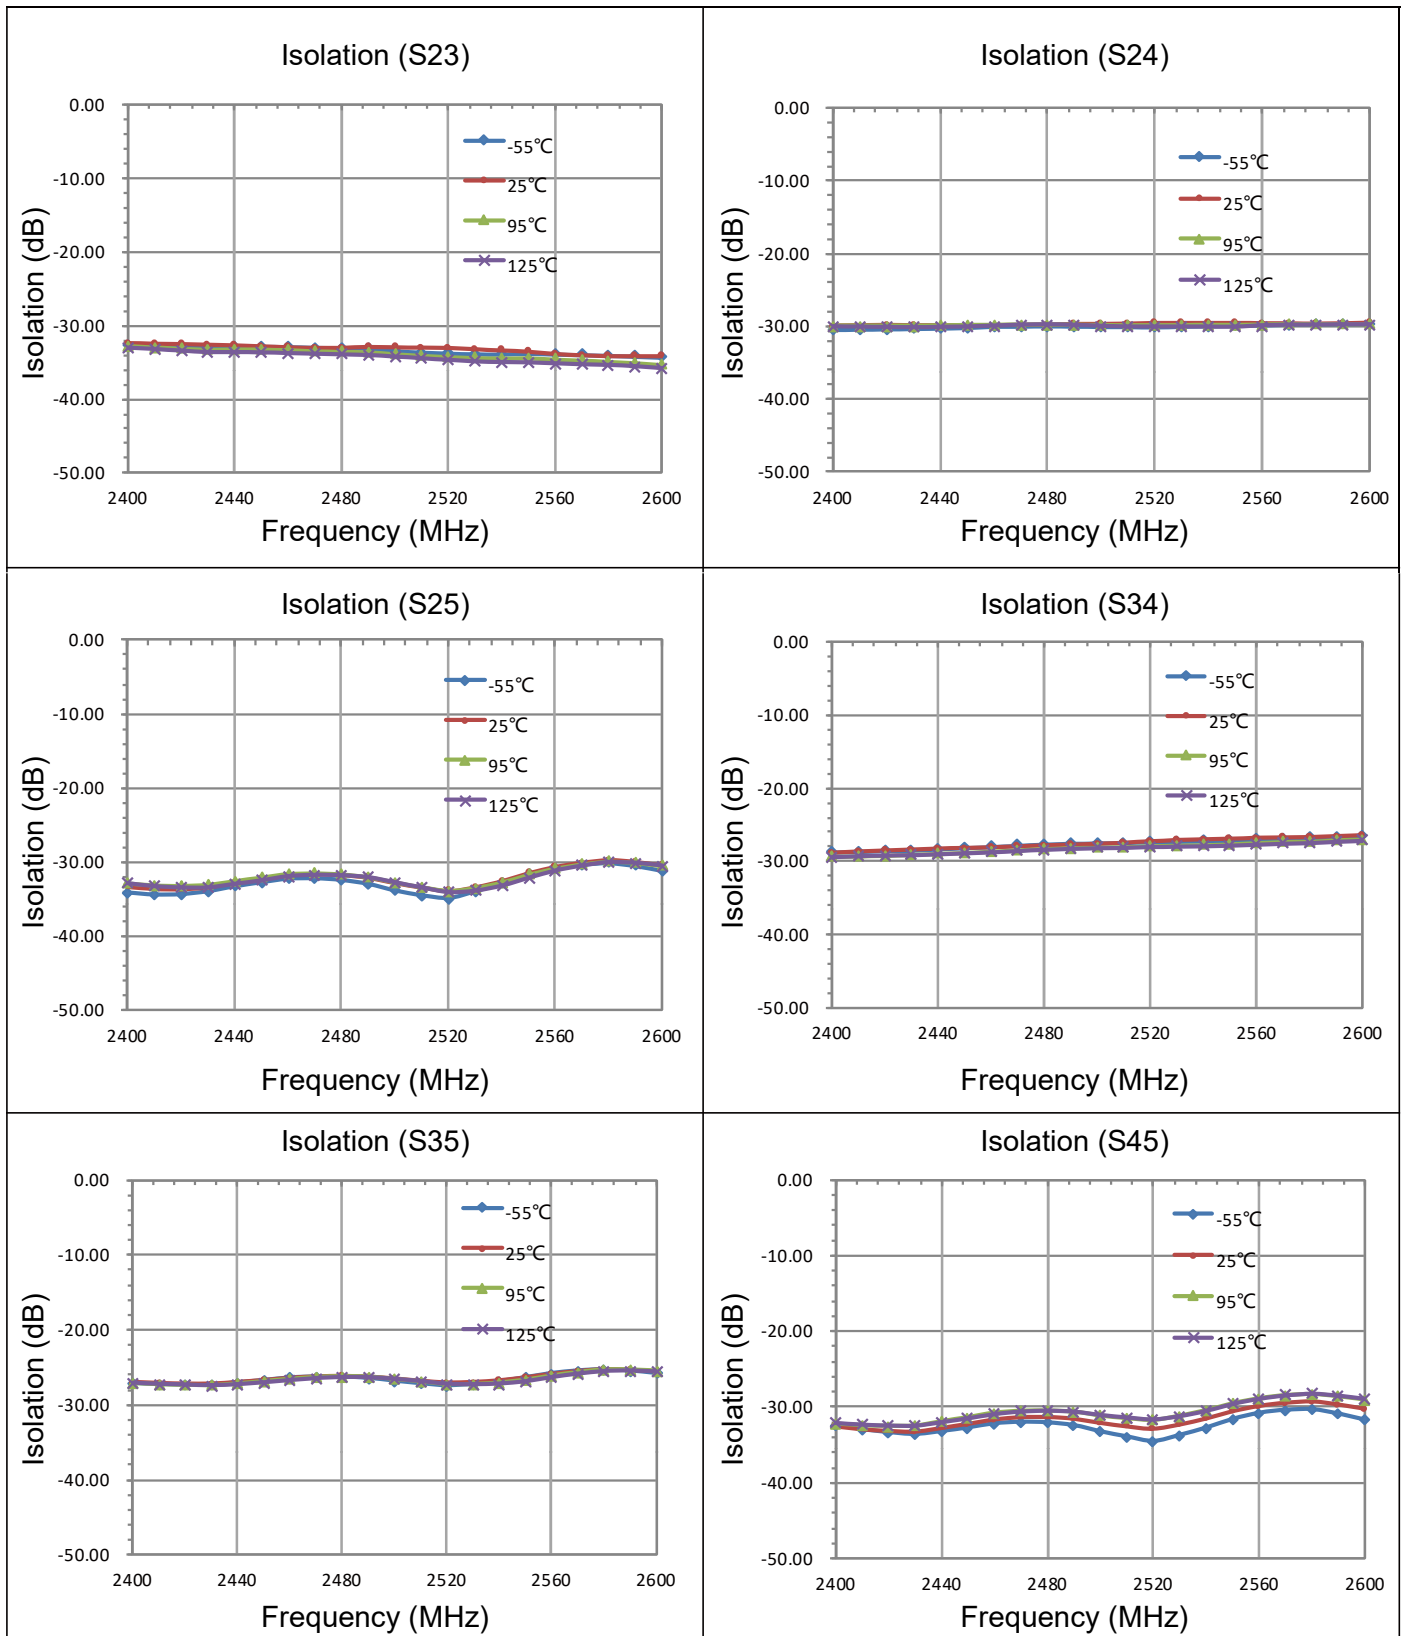 Isolation (S23)
0.00
-10.00
-20.00
-30.00
-40.00
-50.00
Isolation (dB)
-55℃
25℃
95℃
125℃
2400 2440 2480 2520 2560 2600
Frequency (MHz)
Isolation (S24)
0.00
-10.00
-20.00
-30.00
-40.00
-50.00
Isolation (dB)
-55℃
25℃
95℃
125℃
2400 2440 2480 2520 2560 2600
Frequency (MHz)
Isolation (S25)
0.00
-10.00
-20.00
-30.00
-40.00
-50.00
Isolation (dB)
-55℃
25℃
95℃
125℃
2400 2440 2480 2520 2560 2600
Frequency (MHz)
Isolation (S34)
0.00
-10.00
-20.00
-30.00
-40.00
-50.00
Isolation (dB)
-55℃
25℃
95℃
125℃
2400 2440 2480 2520 2560 2600
Frequency (MHz)
Isolation (S35)
0.00
-10.00
-20.00
-30.00
-40.00
-50.00
Isolation (dB)
-55℃
25℃
95℃
125℃
2400 2440 2480 2520 2560 2600
Frequency (MHz)
Isolation (S45)
0.00
-10.00
-20.00
-30.00
-40.00
-50.00
Isolation (dB)
-55℃
25℃
95℃
125℃
2400 2440 2480 2520 2560 2600
Frequency (MHz)